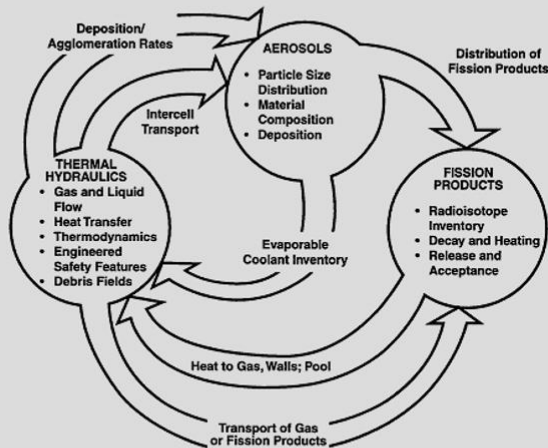 Deposition/
Agglomeration Rates
AEROSOLS
• Particle Size
Distribution
• Material
Composition
• Deposition
Distribution of
Fission Products
Intercell
Transport
THERMAL
HYDRAULICS
• Gas and Liquid
Flow
• Heat Transfer
• Thermodynamics
• Engineered
Safety Features
• Debris Fields
FISSION
PRODUCTS
• Radioisotope
Inventory
• Decay and Heating
• Release and
Acceptance
Evaporable
Coolant Inventory
Heat to Gas, Walls; Pool
Transport of Gas
or Fission Products